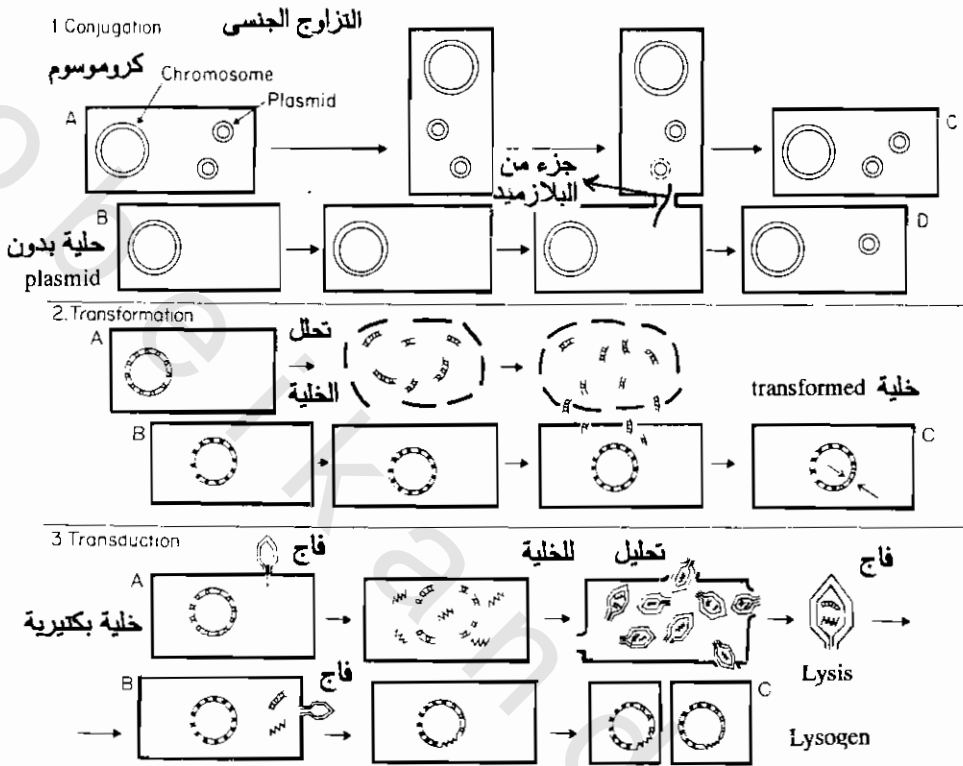 1 Conjugation التزاوج الجنسى
كروموسوم Chromosome
Plasmid
A
C
جزء من
البلازميد
B
D
حلية بدون
plasmid
2. Transformation
A
تحلل
الخلية
transformed خلية
B
C
3 Transduction
فاج
للخلية
تحليل
فاج
A
خلية بكتيرية
Lysis
B
فاج
C
Lysogen